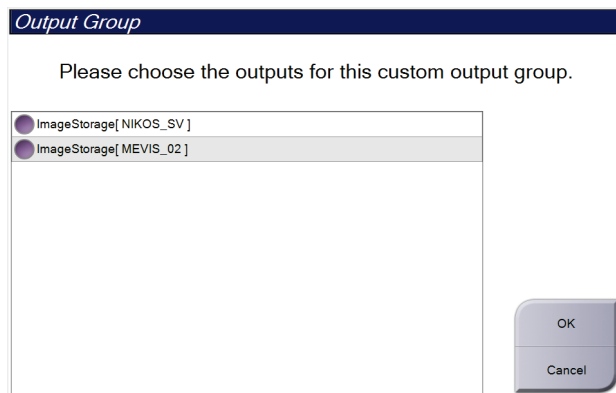 Output Group
Please choose the outputs for this custom output group.
ImageStorage[ NIKOS_SV ]
ImageStorage[ MEVIS_02 ]
OK
Cancel